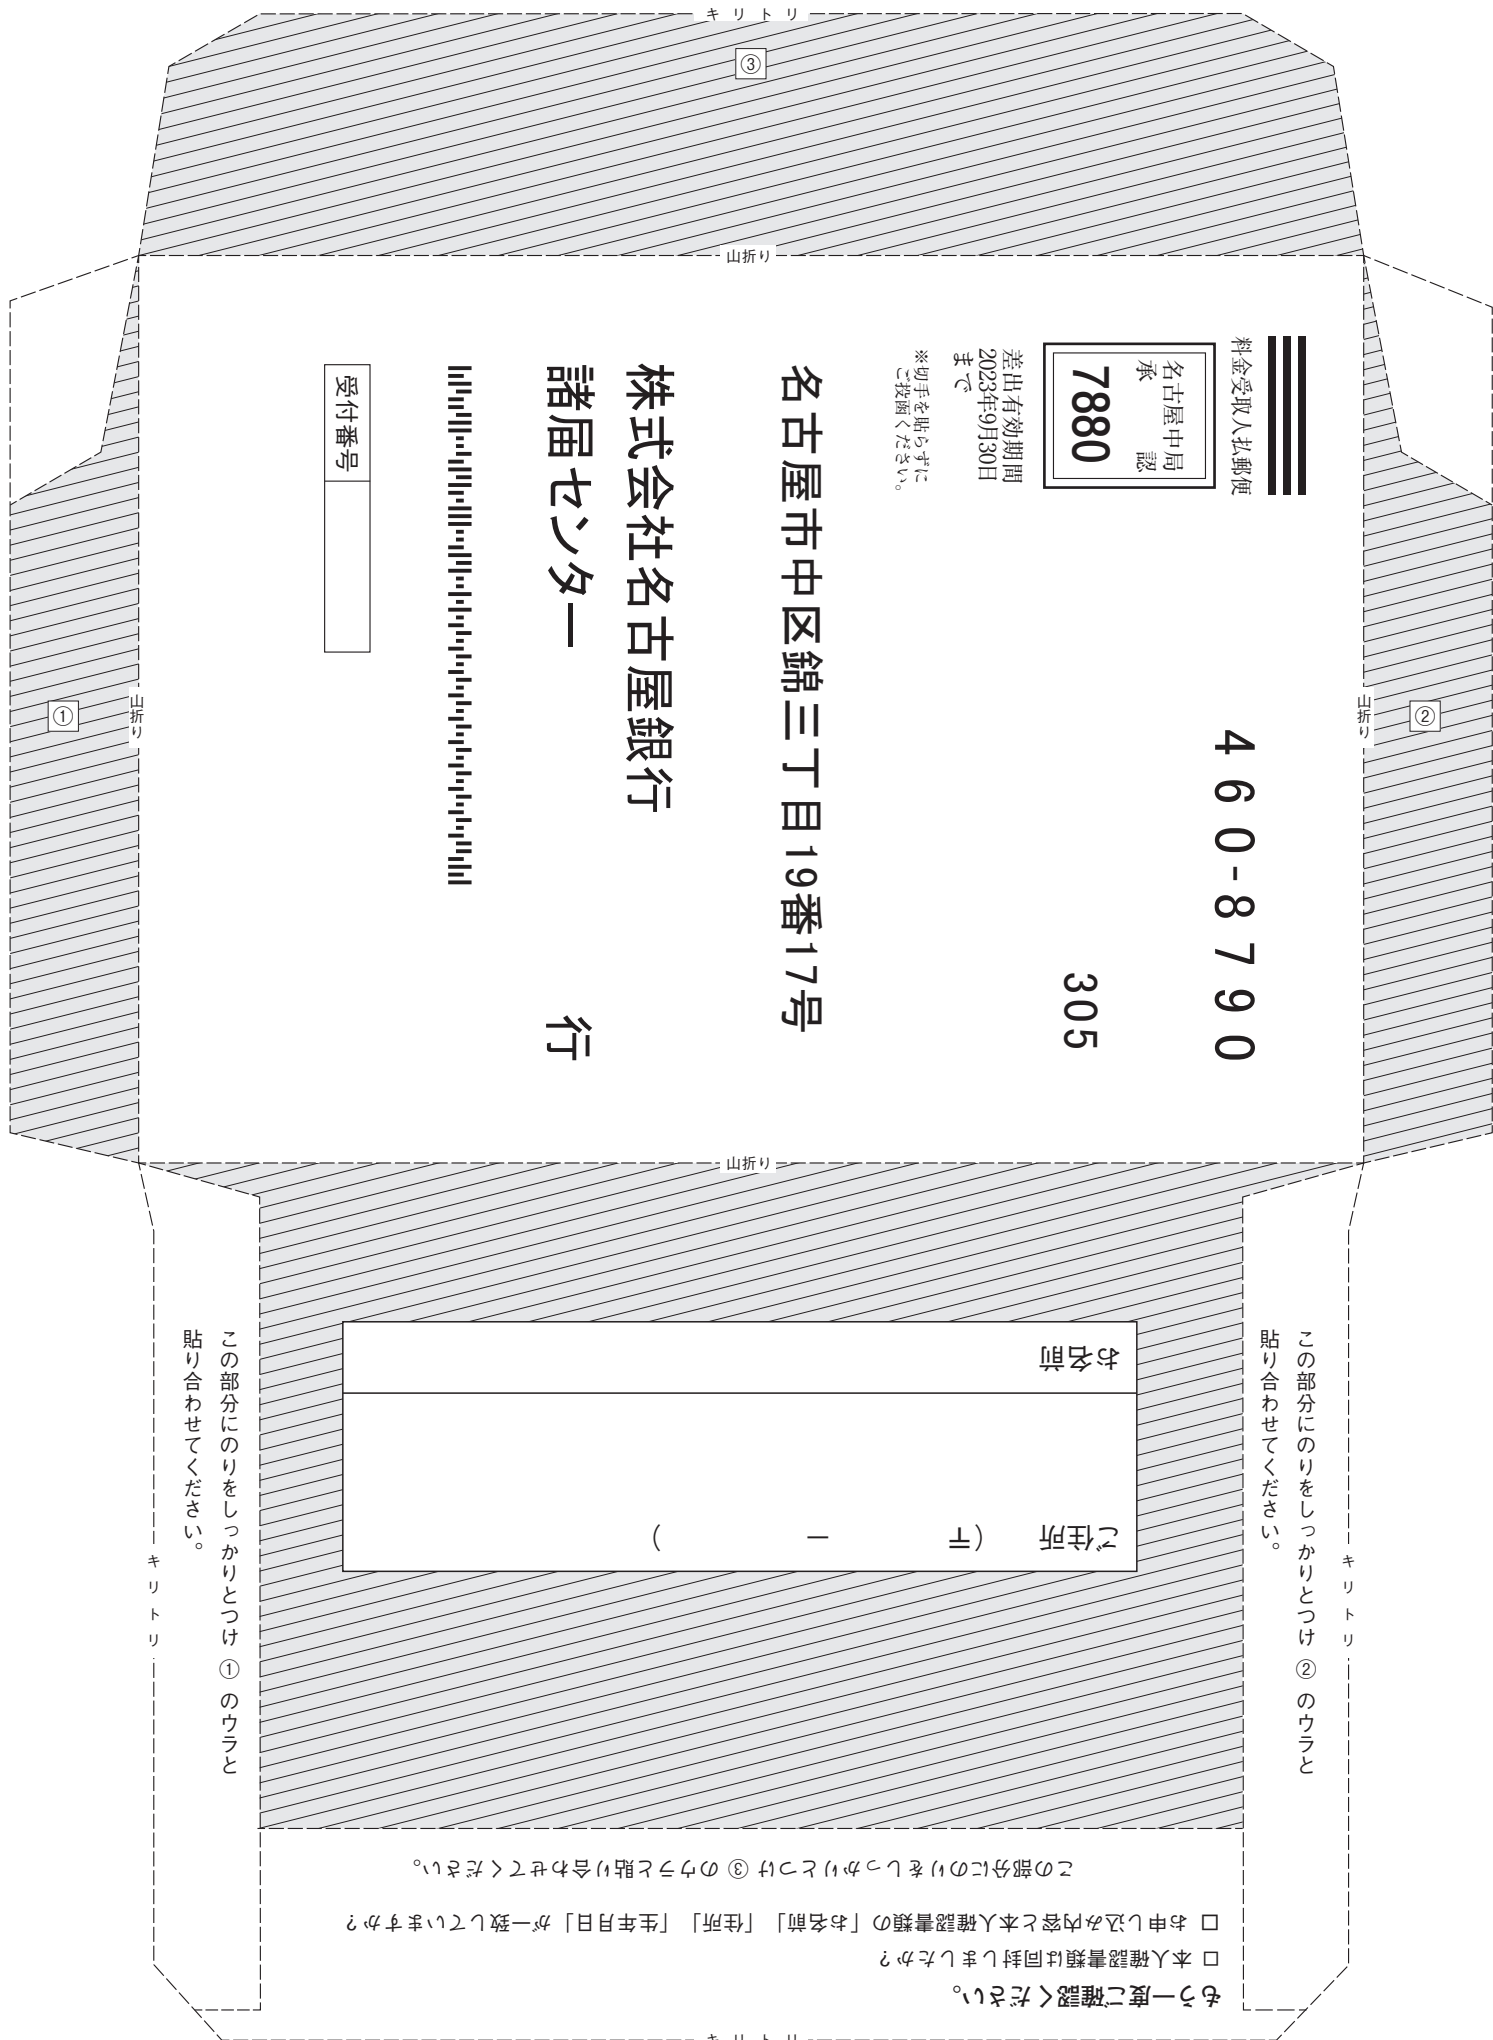 キリトリ
③
山折り
料金受取人払郵便
名古屋中局
承認
7880
差出有効期間
2023年9月30日
まで
※切手を貼らずに
ご投函ください。
460-8790
305
名古屋市中区錦三丁目19番17号
株式会社名古屋銀行
諸届センター 行
受付番号
①
山折り
山折り
②
山折り
お名前
ご住所 (〒 － )
この部分にのりをしっかりとつけ ① のウラと
貼り合わせてください。
キリトリ
この部分にのりをしっかりとつけ ② のウラと
貼り合わせてください。
キリトリ
この部分にのりをしっかりとつけ ③ のウラと貼り合わせてください。
もう一度ご確認ください。
□ 本人確認書類は同封しましたか？
□ お申し込み内容と本人確認書類の「お名前」「住所」「生年月日」が一致していますか？
キリトリ